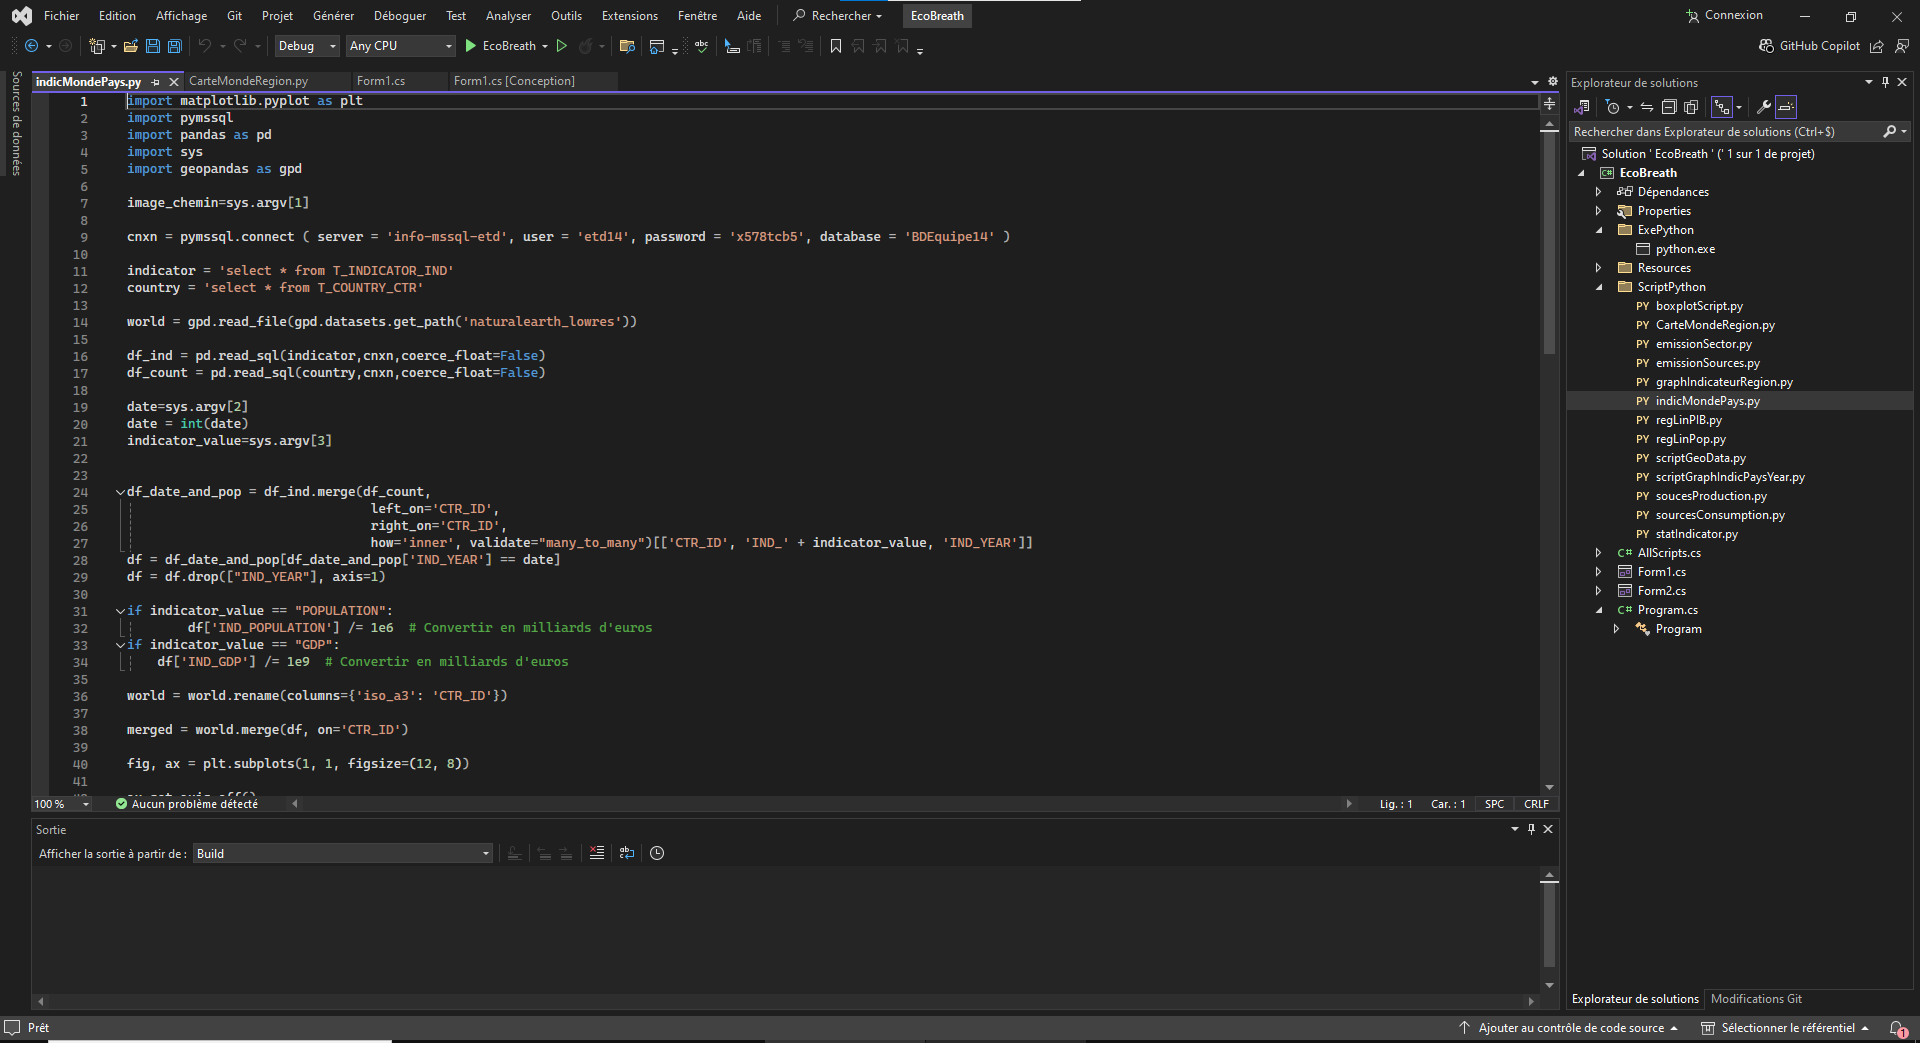 Fichier Edition Affichage Git Projet Générer Déboguer Test Analyser Outils Extensions Fenêtre Aide Rechercher EcoBreath Connexion
Debug Any CPU EcoBreath GitHub Copilot
Sources de données
indicMondePays.py CarteMondeRegion.py Form1.cs Form1.cs [Conception]
1 import matplotlib.pyplot as plt
2 import pymssql
3 import pandas as pd
4 import sys
5 import geopandas as gpd
6
7 image_chemin=sys.argv[1]
8
9 cnxn = pymssql.connect ( server = 'info-mssql-etd', user = 'etd14', password = 'x578tcb5', database = 'BDEquipe14' )
10
11 indicator = 'select * from T_INDICATOR_IND'
12 country = 'select * from T_COUNTRY_CTR'
13
14 world = gpd.read_file(gpd.datasets.get_path('naturalearth_lowres'))
15
16 df_ind = pd.read_sql(indicator,cnxn,coerce_float=False)
17 df_count = pd.read_sql(country,cnxn,coerce_float=False)
18
19 date=sys.argv[2]
20 date = int(date)
21 indicator_value=sys.argv[3]
22
23
24 df_date_and_pop = df_ind.merge(df_count,
25 left_on='CTR_ID',
26 right_on='CTR_ID',
27 how='inner', validate="many_to_many")[['CTR_ID', 'IND_' + indicator_value, 'IND_YEAR']]
28 df = df_date_and_pop[df_date_and_pop['IND_YEAR'] == date]
29 df = df.drop(["IND_YEAR"], axis=1)
30
31 if indicator_value == "POPULATION":
32 df['IND_POPULATION'] /= 1e6 # Convertir en milliards d'euros
33 if indicator_value == "GDP":
34 df['IND_GDP'] /= 1e9 # Convertir en milliards d'euros
35
36 world = world.rename(columns={'iso_a3': 'CTR_ID'})
37
38 merged = world.merge(df, on='CTR_ID')
39
40 fig, ax = plt.subplots(1, 1, figsize=(12, 8))
41
100 % Aucun problème détecté Lig. : 1 Car. : 1 SPC CRLF
Sortie
Afficher la sortie à partir de : Build
Explorateur de solutions
Rechercher dans Explorateur de solutions (Ctrl+$)
Solution ' EcoBreath ' (' 1 sur 1 de projet)
C# EcoBreath
Dépendances
Properties
ExePython
python.exe
Resources
ScriptPython
PY boxplotScript.py
PY CarteMondeRegion.py
PY emissionSector.py
PY emissionSources.py
PY graphIndicateurRegion.py
PY indicMondePays.py
PY regLinPIB.py
PY regLinPop.py
PY scriptGeoData.py
PY scriptGraphIndicPaysYear.py
PY soucesProduction.py
PY sourcesConsumption.py
PY statIndicator.py
C# AllScripts.cs
Form1.cs
Form2.cs
C# Program.cs
Program
Explorateur de solutions Modifications Git
Prêt Ajouter au contrôle de code source Sélectionner le référentiel 1